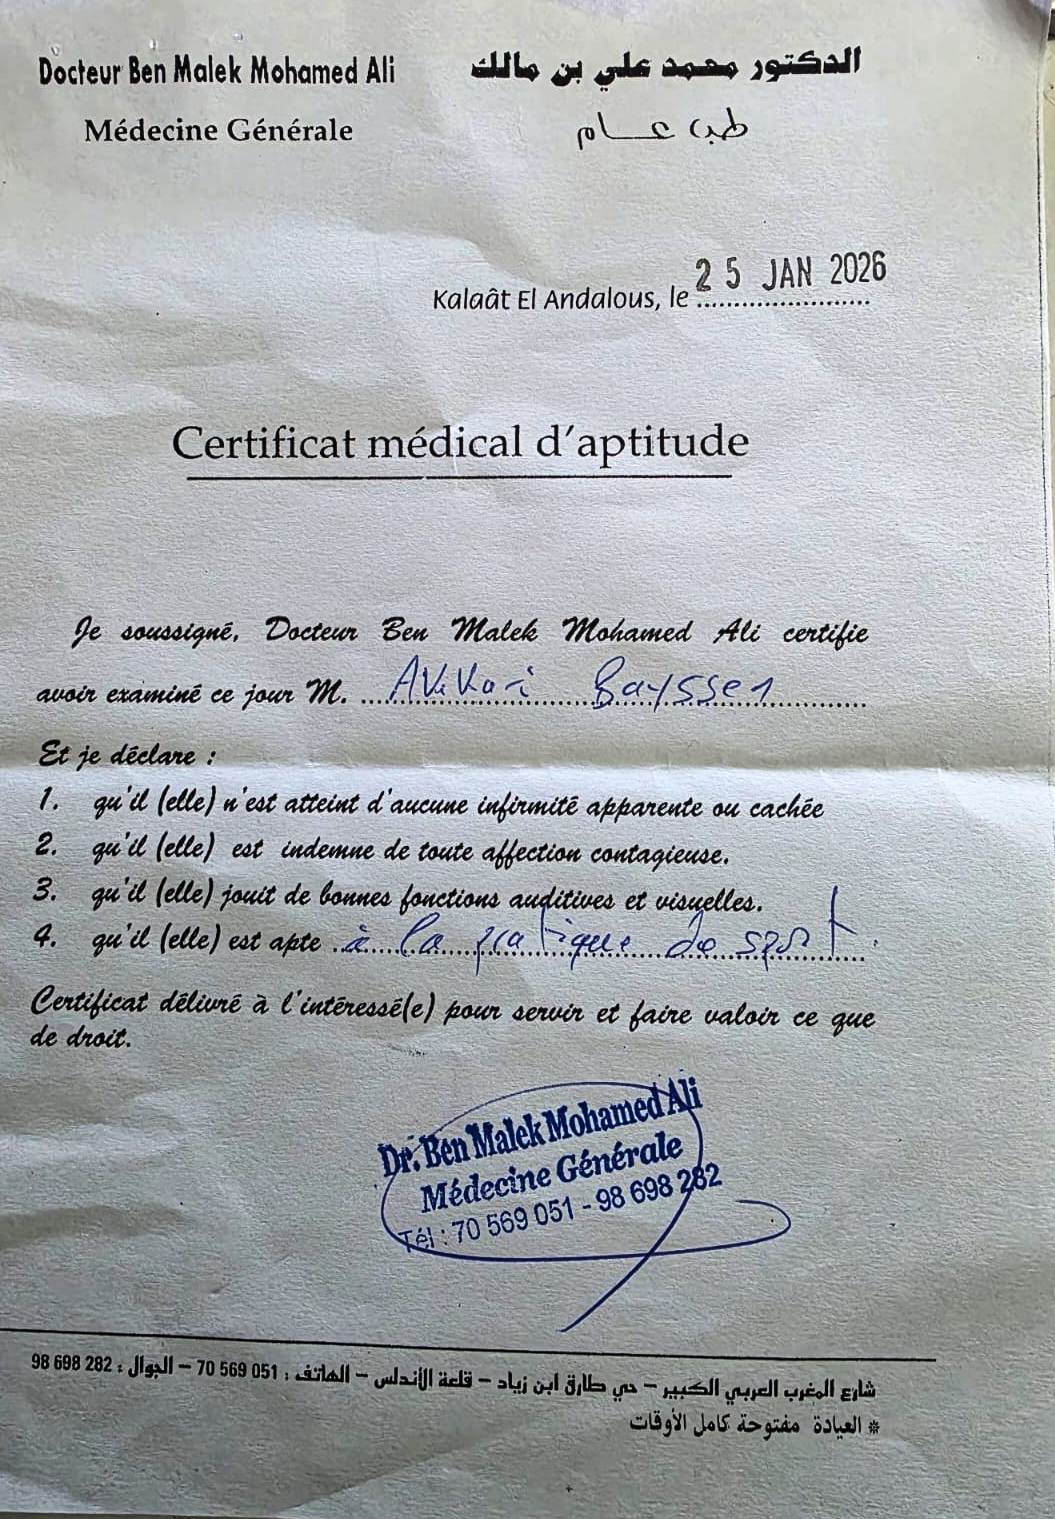 Docteur Ben Malek Mohamed Ali
الدكتور محمد علي بن مالك
Médecine Générale
طب عام
Kalaât El Andalous, le 25 JAN 2026
Certificat médical d'aptitude
Je soussigné, Docteur Ben Malek Mohamed Ali certifie
avoir examiné ce jour M. ...
Et je déclare :
1. qu'il (elle) n'est atteint d'aucune infirmité apparente ou cachée
2. qu'il (elle) est indemne de toute affection contagieuse.
3. qu'il (elle) jouit de bonnes fonctions auditives et visuelles.
4. qu'il (elle) est apte à la pratique de sport.
Certificat délivré à l'intéressé(e) pour servir et faire valoir ce que
de droit.
Dr. Ben Malek Mohamed Ali
Médecine Générale
Tél : 70 569 051 - 98 698 282
شارع المغرب العربي الكبير – حي طارق ابن زياد – قلعة الأندلس – الهاتف : 70 569 051 – الجوال : 98 698 282
* العيادة مفتوحة كامل الأوقات